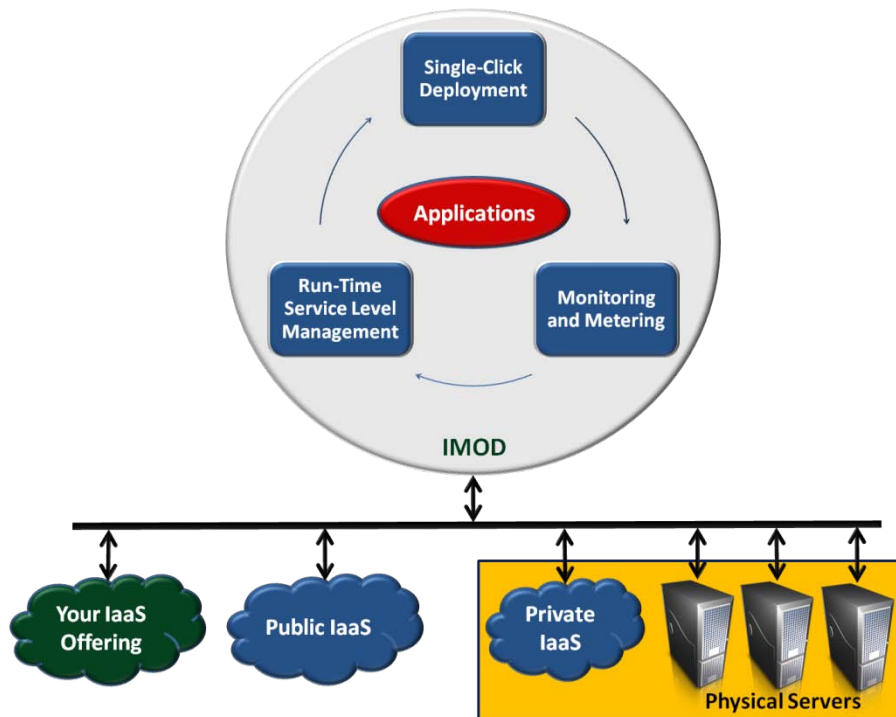 Single-Click
Deployment
Applications
Run-Time
Service Level
Management
Monitoring
and Metering
IMOD
Your IaaS
Offering
Public IaaS
Private
IaaS
Physical Servers